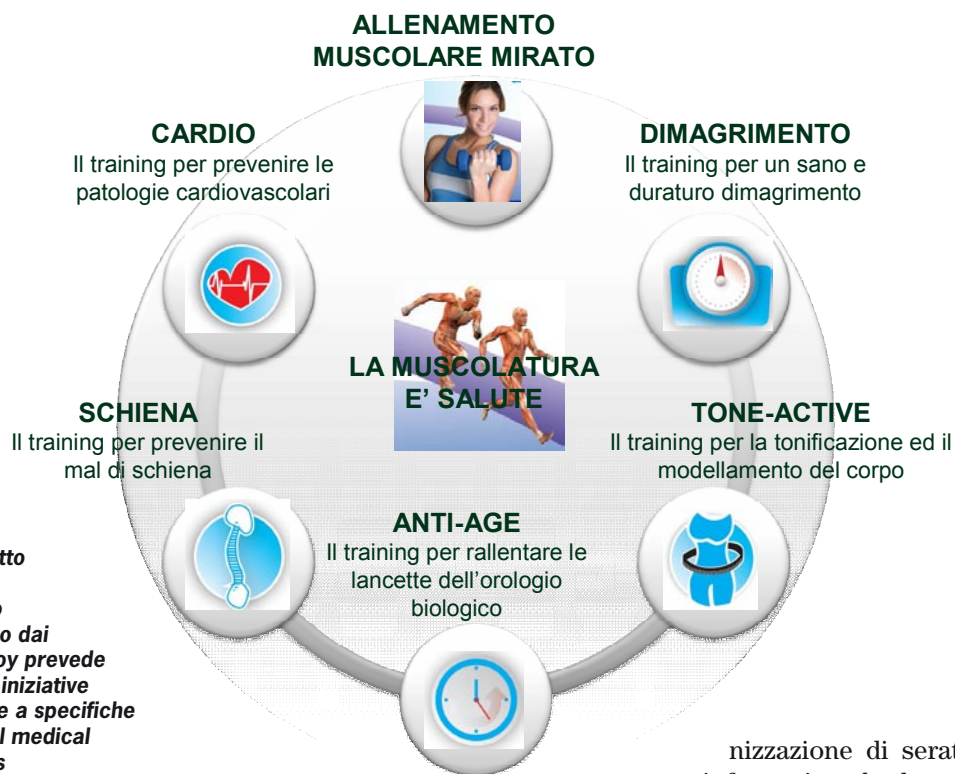 ALLENAMENTO
MUSCOLARE MIRATO
CARDIO
Il training per prevenire le
patologie cardiovascolari
DIMAGRIMENTO
Il training per un sano e
duraturo dimagrimento
LA MUSCOLATURA
E' SALUTE
SCHIENA
Il training per prevenire il
mal di schiena
TONE-ACTIVE
Il training per la tonificazione ed il
modellamento del corpo
ANTI-AGE
Il training per rallentare le
lancette dell'orologio
biologico
tto
o
o dai
oy prevede
iniziative
e a specifiche
l medical
s
nizzazione di serat